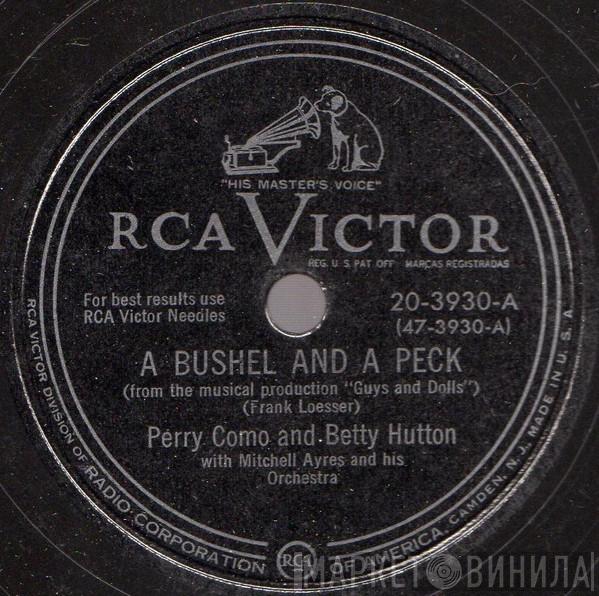 "HIS MASTER'S VOICE"
RCA VICTOR
REG. U. S. PAT. OFF. MARCAS REGISTRADAS
For best results use
RCA Victor Needles
20-3930-A
(47-3930-A)
A BUSHEL AND A PECK
(from the musical production "Guys and Dolls")
(Frank Loesser)
Perry Como and Betty Hutton
with Mitchell Ayres and his
Orchestra
RCA VICTOR DIVISION OF RADIO CORPORATION RCA OF AMERICA, CAMDEN, N. J. MADE IN U. S. A.
МАРКЕТ ВИНИЛА